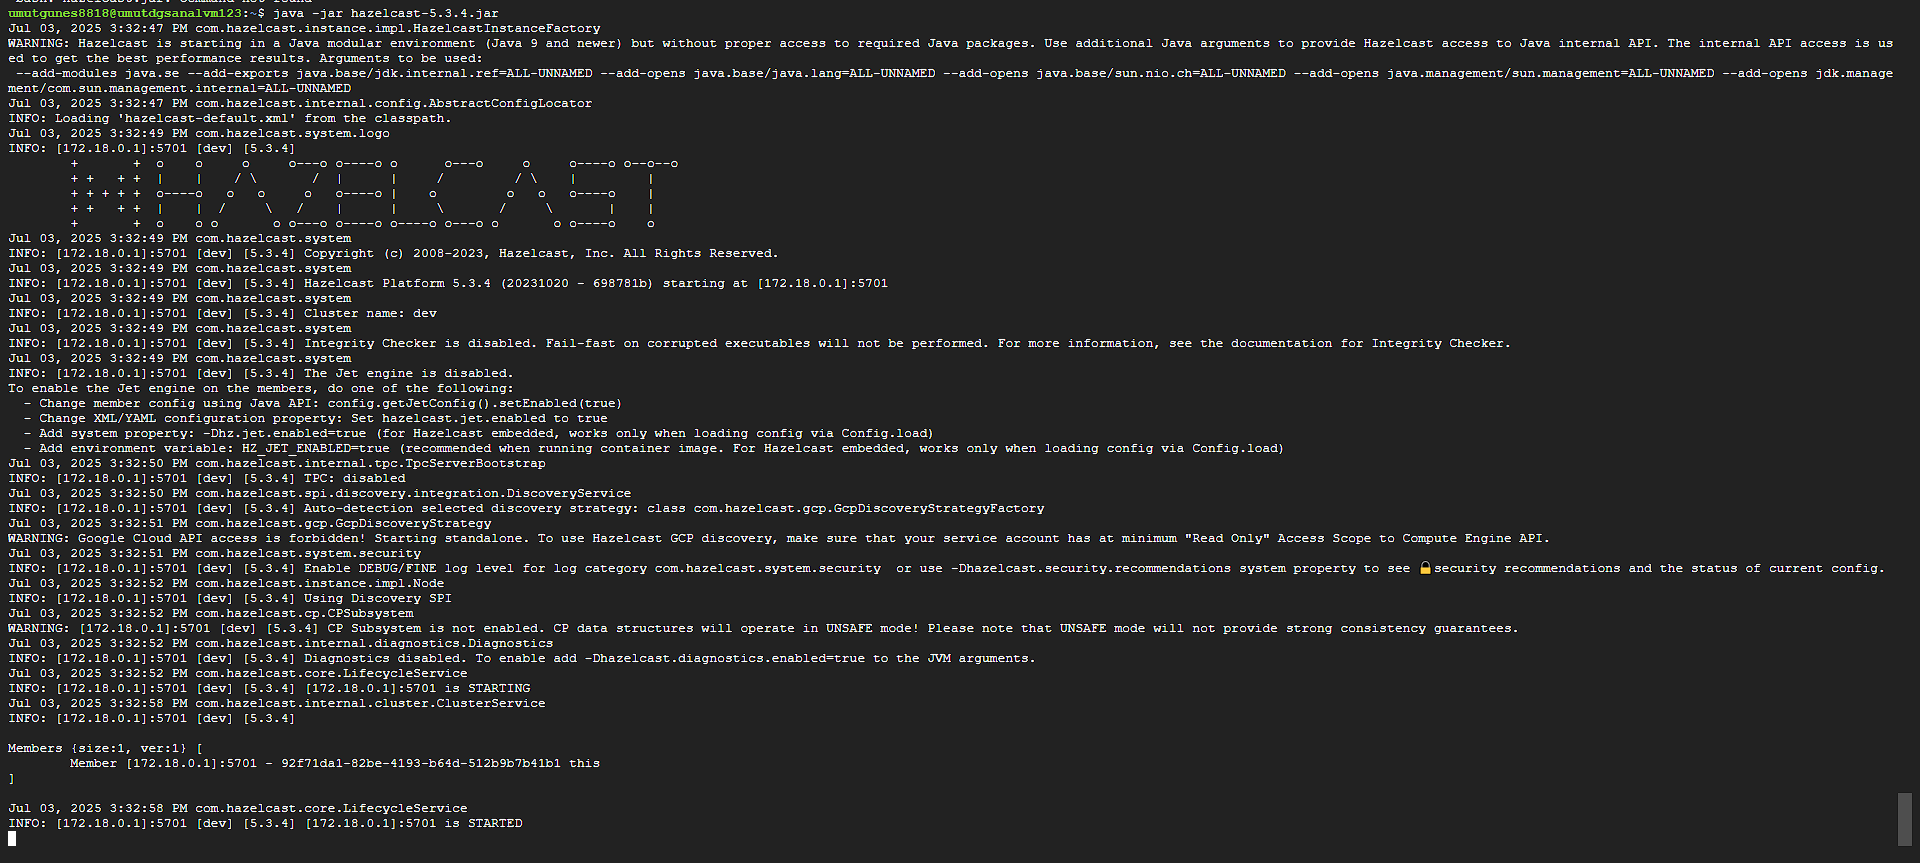 umutgunes8818@umutdgsanalvm123:~$ java -jar hazelcast-5.3.4.jar
Jul 03, 2025 3:32:47 PM com.hazelcast.instance.impl.HazelcastInstanceFactory
WARNING: Hazelcast is starting in a Java modular environment (Java 9 and newer) but without proper access to required Java packages. Use additional Java arguments to provide Hazelcast access to Java internal API. The internal API access is us
ed to get the best performance results. Arguments to be used:
 --add-modules java.se --add-exports java.base/jdk.internal.ref=ALL-UNNAMED --add-opens java.base/java.lang=ALL-UNNAMED --add-opens java.base/sun.nio.ch=ALL-UNNAMED --add-opens java.management/sun.management=ALL-UNNAMED --add-opens jdk.manage
ment/com.sun.management.internal=ALL-UNNAMED
Jul 03, 2025 3:32:47 PM com.hazelcast.internal.config.AbstractConfigLocator
INFO: Loading 'hazelcast-default.xml' from the classpath.
Jul 03, 2025 3:32:49 PM com.hazelcast.system.logo
INFO: [172.18.0.1]:5701 [dev] [5.3.4]
        +       +  o    o     o     o---o o----o o      o---o     o     o----o o--o--o
        + +   + +  |    |    / \       /  |      |     /         / \    |         |
        + + + + +  o----o   o   o     o   o----o |    o         o   o   o----o    |
        + +   + +  |    |  /     \   /    |      |     \       /     \       |    |
        +       +  o    o o       o o---o o----o o----o o---o o       o o----o    o
Jul 03, 2025 3:32:49 PM com.hazelcast.system
INFO: [172.18.0.1]:5701 [dev] [5.3.4] Copyright (c) 2008-2023, Hazelcast, Inc. All Rights Reserved.
Jul 03, 2025 3:32:49 PM com.hazelcast.system
INFO: [172.18.0.1]:5701 [dev] [5.3.4] Hazelcast Platform 5.3.4 (20231020 - 698781b) starting at [172.18.0.1]:5701
Jul 03, 2025 3:32:49 PM com.hazelcast.system
INFO: [172.18.0.1]:5701 [dev] [5.3.4] Cluster name: dev
Jul 03, 2025 3:32:49 PM com.hazelcast.system
INFO: [172.18.0.1]:5701 [dev] [5.3.4] Integrity Checker is disabled. Fail-fast on corrupted executables will not be performed. For more information, see the documentation for Integrity Checker.
Jul 03, 2025 3:32:49 PM com.hazelcast.system
INFO: [172.18.0.1]:5701 [dev] [5.3.4] The Jet engine is disabled.
To enable the Jet engine on the members, do one of the following:
  - Change member config using Java API: config.getJetConfig().setEnabled(true)
  - Change XML/YAML configuration property: Set hazelcast.jet.enabled to true
  - Add system property: -Dhz.jet.enabled=true (for Hazelcast embedded, works only when loading config via Config.load)
  - Add environment variable: HZ_JET_ENABLED=true (recommended when running container image. For Hazelcast embedded, works only when loading config via Config.load)
Jul 03, 2025 3:32:50 PM com.hazelcast.internal.tpc.TpcServerBootstrap
INFO: [172.18.0.1]:5701 [dev] [5.3.4] TPC: disabled
Jul 03, 2025 3:32:50 PM com.hazelcast.spi.discovery.integration.DiscoveryService
INFO: [172.18.0.1]:5701 [dev] [5.3.4] Auto-detection selected discovery strategy: class com.hazelcast.gcp.GcpDiscoveryStrategyFactory
Jul 03, 2025 3:32:51 PM com.hazelcast.gcp.GcpDiscoveryStrategy
WARNING: Google Cloud API access is forbidden! Starting standalone. To use Hazelcast GCP discovery, make sure that your service account has at minimum "Read Only" Access Scope to Compute Engine API.
Jul 03, 2025 3:32:51 PM com.hazelcast.system.security
INFO: [172.18.0.1]:5701 [dev] [5.3.4] Enable DEBUG/FINE log level for log category com.hazelcast.system.security  or use -Dhazelcast.security.recommendations system property to see 🔒security recommendations and the status of current config.
Jul 03, 2025 3:32:52 PM com.hazelcast.instance.impl.Node
INFO: [172.18.0.1]:5701 [dev] [5.3.4] Using Discovery SPI
Jul 03, 2025 3:32:52 PM com.hazelcast.cp.CPSubsystem
WARNING: [172.18.0.1]:5701 [dev] [5.3.4] CP Subsystem is not enabled. CP data structures will operate in UNSAFE mode! Please note that UNSAFE mode will not provide strong consistency guarantees.
Jul 03, 2025 3:32:52 PM com.hazelcast.internal.diagnostics.Diagnostics
INFO: [172.18.0.1]:5701 [dev] [5.3.4] Diagnostics disabled. To enable add -Dhazelcast.diagnostics.enabled=true to the JVM arguments.
Jul 03, 2025 3:32:52 PM com.hazelcast.core.LifecycleService
INFO: [172.18.0.1]:5701 [dev] [5.3.4] [172.18.0.1]:5701 is STARTING
Jul 03, 2025 3:32:58 PM com.hazelcast.internal.cluster.ClusterService
INFO: [172.18.0.1]:5701 [dev] [5.3.4]

Members {size:1, ver:1} [
        Member [172.18.0.1]:5701 - 92f71da1-82be-4193-b64d-512b9b7b41b1 this
]

Jul 03, 2025 3:32:58 PM com.hazelcast.core.LifecycleService
INFO: [172.18.0.1]:5701 [dev] [5.3.4] [172.18.0.1]:5701 is STARTED